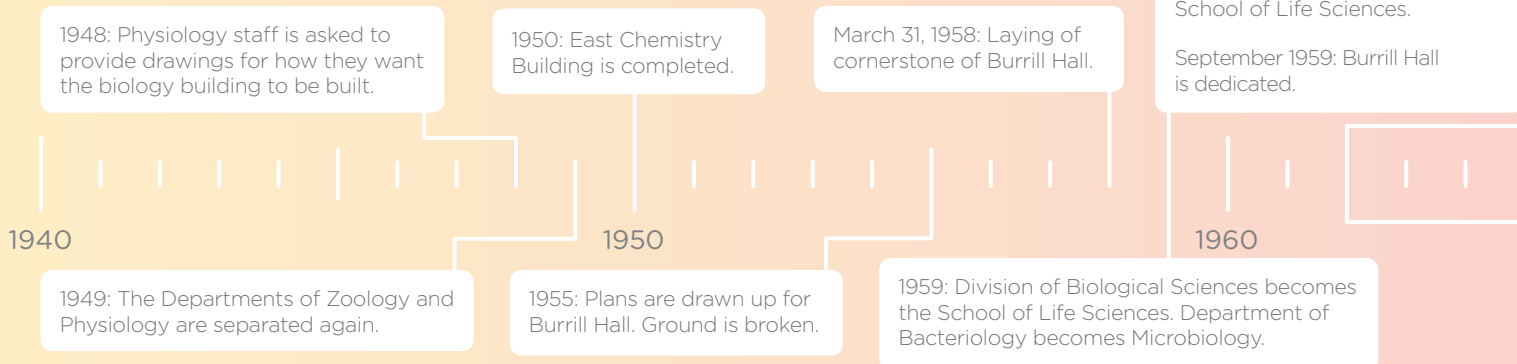 School of Life Sciences.
September 1959: Burrill Hall
is dedicated.
1948: Physiology staff is asked to
provide drawings for how they want
the biology building to be built.
1950: East Chemistry
Building is completed.
March 31, 1958: Laying of
cornerstone of Burrill Hall.
1940
1950
1960
1949: The Departments of Zoology and
Physiology are separated again.
1955: Plans are drawn up for
Burrill Hall. Ground is broken.
1959: Division of Biological Sciences becomes
the School of Life Sciences. Department of
Bacteriology becomes Microbiology.